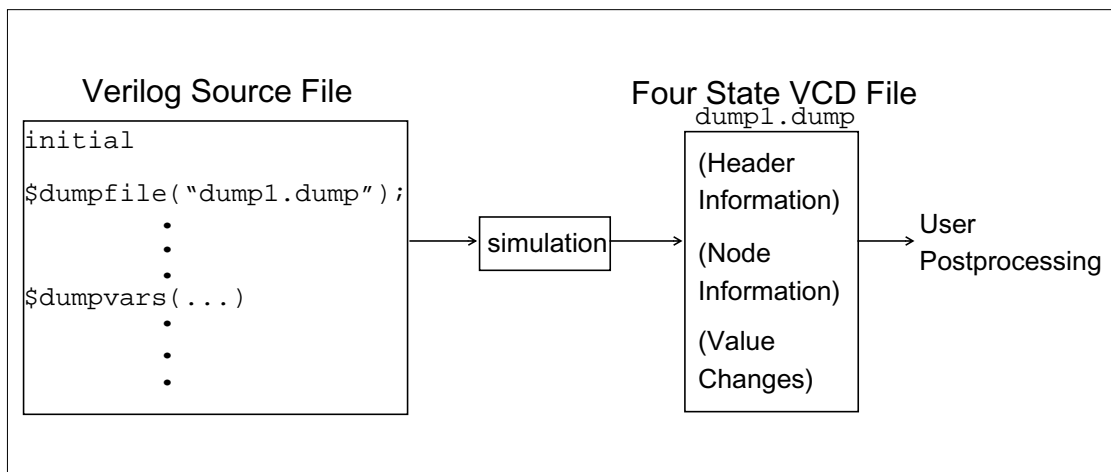 Verilog Source File
initial
$dumpfile(“dump1.dump”);
$dumpvars(...)
simulation
Four State VCD File
dump1.dump
(Header
Information)
(Node
Information)
(Value
Changes)
User
Postprocessing